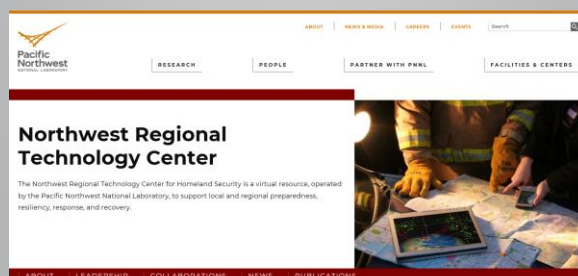 ABOUT NEWS & MEDIA CAREERS EVENTS Search
Pacific
Northwest
NATIONAL LABORATORY
RESEARCH PEOPLE PARTNER WITH PNNL FACILITIES & CENTERS
Northwest Regional
Technology Center
The Northwest Regional Technology Center for Homeland Security is a virtual resource, operated
by the Pacific Northwest National Laboratory, to support local and regional preparedness,
resiliency, response, and recovery.
ABOUT LEADERSHIP COLLABORATIONS NEWS PUBLICATIONS